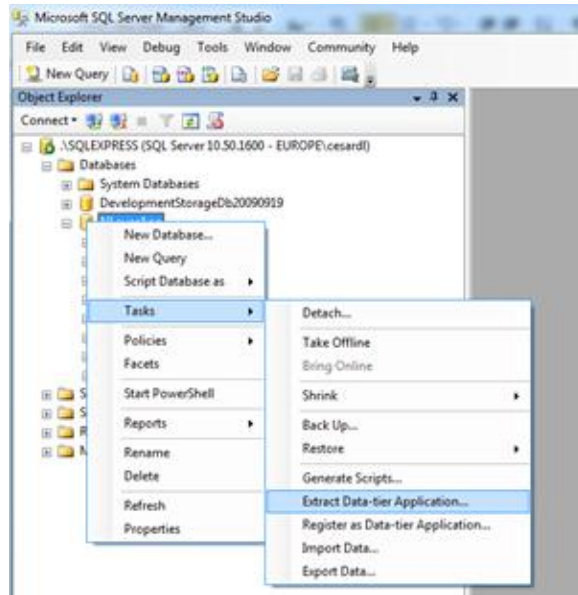 Microsoft SQL Server Management Studio
File Edit View Debug Tools Window Community Help
New Query
Object Explorer
Connect
.\SQLEXPRESS (SQL Server 10.50.1600 - EUROPE\cesardl)
Databases
System Databases
DevelopmentStorageDb20090919
New Database...
New Query
Script Database as
Tasks
Policies
Facets
Start PowerShell
Reports
Rename
Delete
Refresh
Properties
S
S
R
M
Detach...
Take Offline
Bring Online
Shrink
Back Up...
Restore
Generate Scripts...
Extract Data-tier Application...
Register as Data-tier Application...
Import Data...
Export Data...